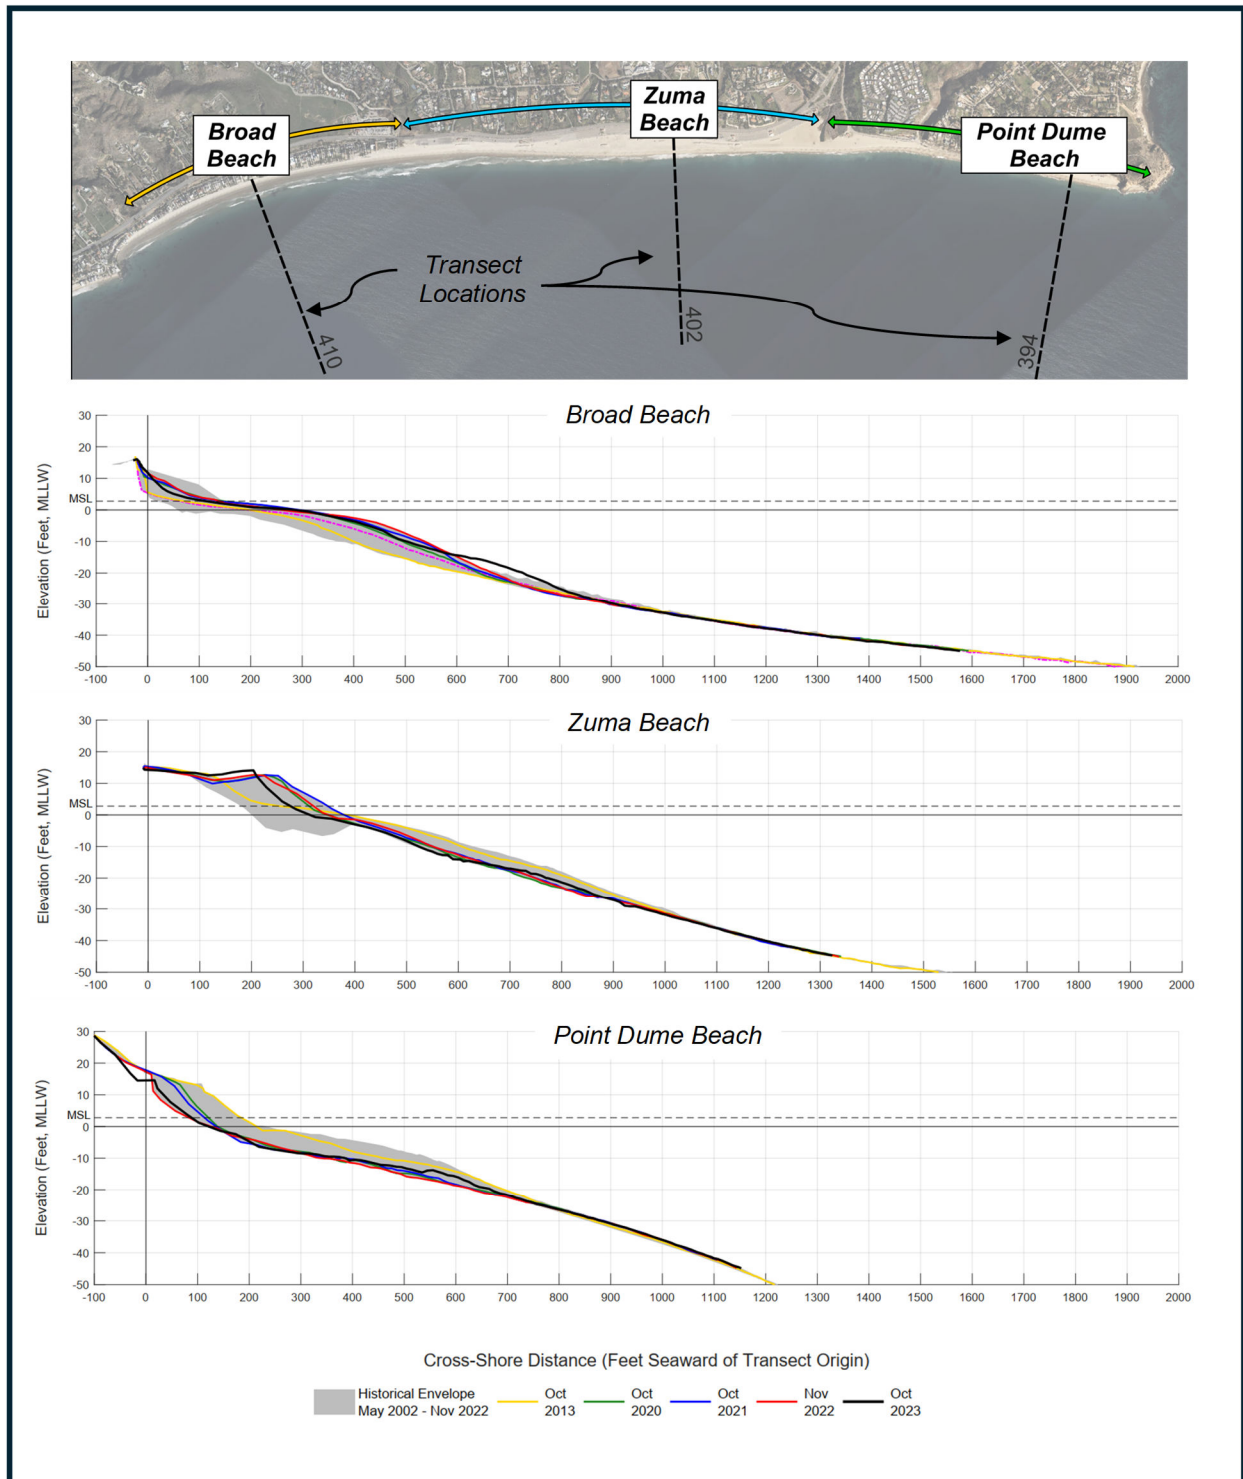 Broad
Beach
Zuma
Beach
Point Dume
Beach
Transect
Locations
410
402
394
Broad Beach
Elevation (Feet, MLLW)
30
20
10
MSL
0
-10
-20
-30
-40
-50
-100 0 100 200 300 400 500 600 700 800 900 1000 1100 1200 1300 1400 1500 1600 1700 1800 1900 2000
Zuma Beach
Elevation (Feet, MLLW)
30
20
10
MSL
0
-10
-20
-30
-40
-50
-100 0 100 200 300 400 500 600 700 800 900 1000 1100 1200 1300 1400 1500 1600 1700 1800 1900 2000
Point Dume Beach
Elevation (Feet, MLLW)
30
20
10
MSL
0
-10
-20
-30
-40
-50
-100 0 100 200 300 400 500 600 700 800 900 1000 1100 1200 1300 1400 1500 1600 1700 1800 1900 2000
Cross-Shore Distance (Feet Seaward of Transect Origin)
Historical Envelope
May 2002 - Nov 2022
Oct
2013
Oct
2020
Oct
2021
Nov
2022
Oct
2023